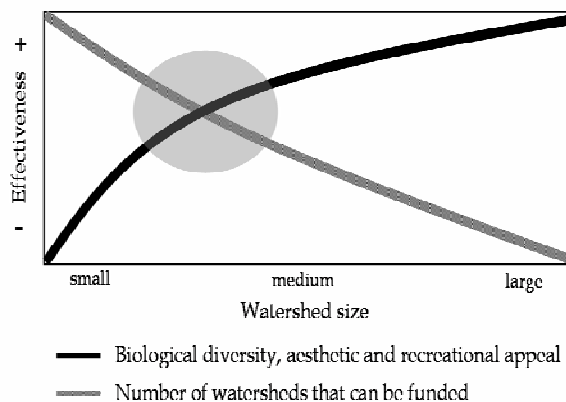 - Effectiveness +
small medium large
Watershed size
Biological diversity, aesthetic and recreational appeal
Number of watersheds that can be funded